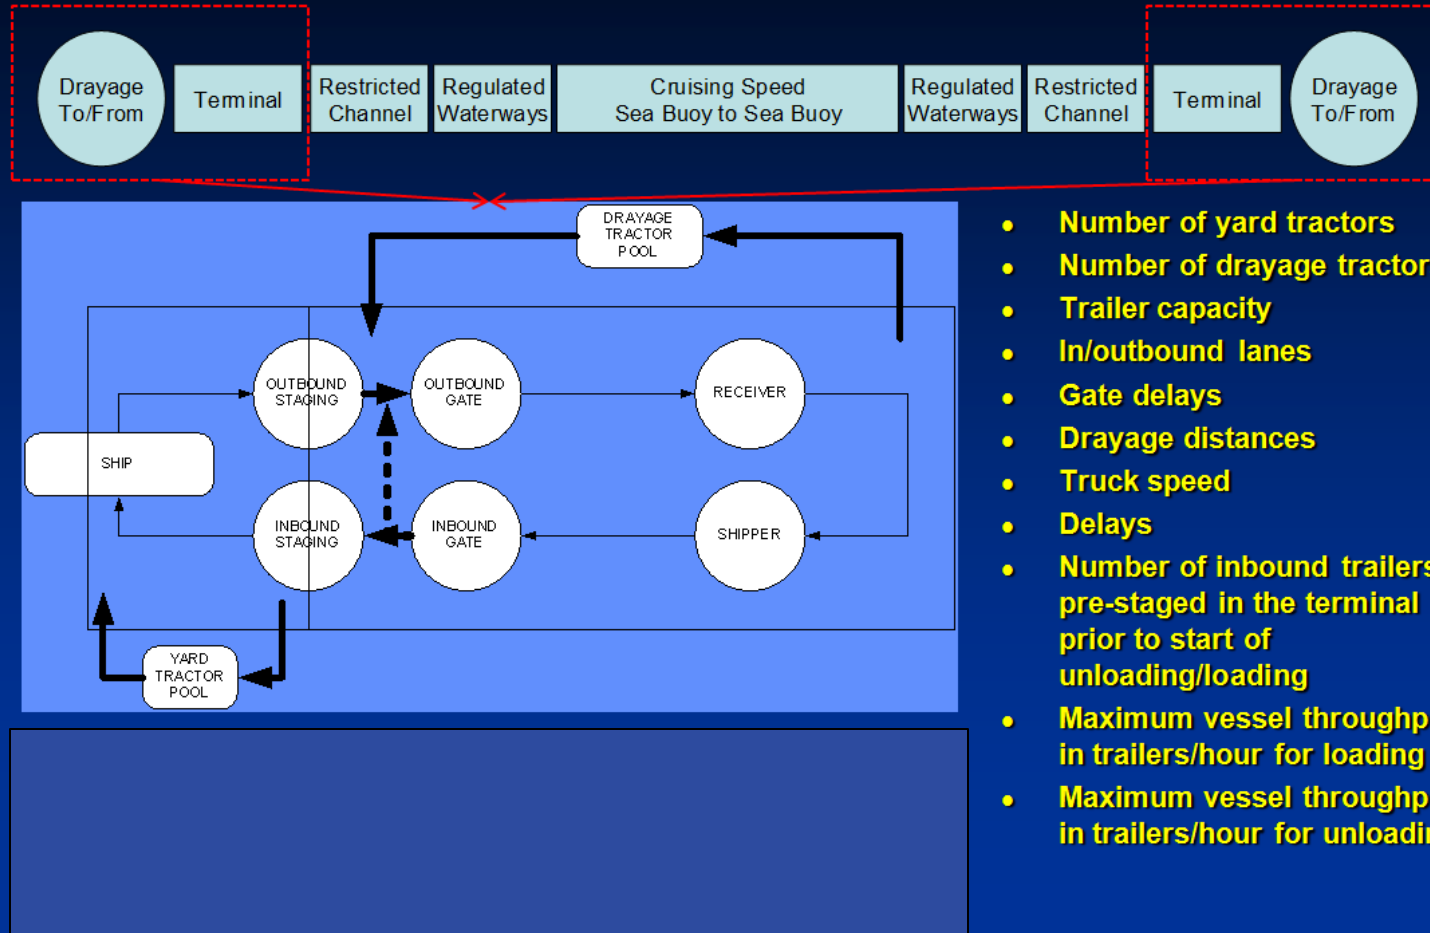 Drayage
To/From
Terminal
Restricted
Channel
Regulated
Waterways
Cruising Speed
Sea Buoy to Sea Buoy
Regulated
Waterways
Restricted
Channel
Terminal
Drayage
To/From
DRAYAGE
TRACTOR
POOL
OUTBOUND
STAGING
OUTBOUND
GATE
RECEIVER
SHIP
INBOUND
STAGING
INBOUND
GATE
SHIPPER
YARD
TRACTOR
POOL
• Number of yard tractors
• Number of drayage tractor
• Trailer capacity
• In/outbound lanes
• Gate delays
• Drayage distances
• Truck speed
• Delays
• Number of inbound trailers
pre-staged in the terminal
prior to start of
unloading/loading
• Maximum vessel throughp
in trailers/hour for loading
• Maximum vessel throughp
in trailers/hour for unloadin